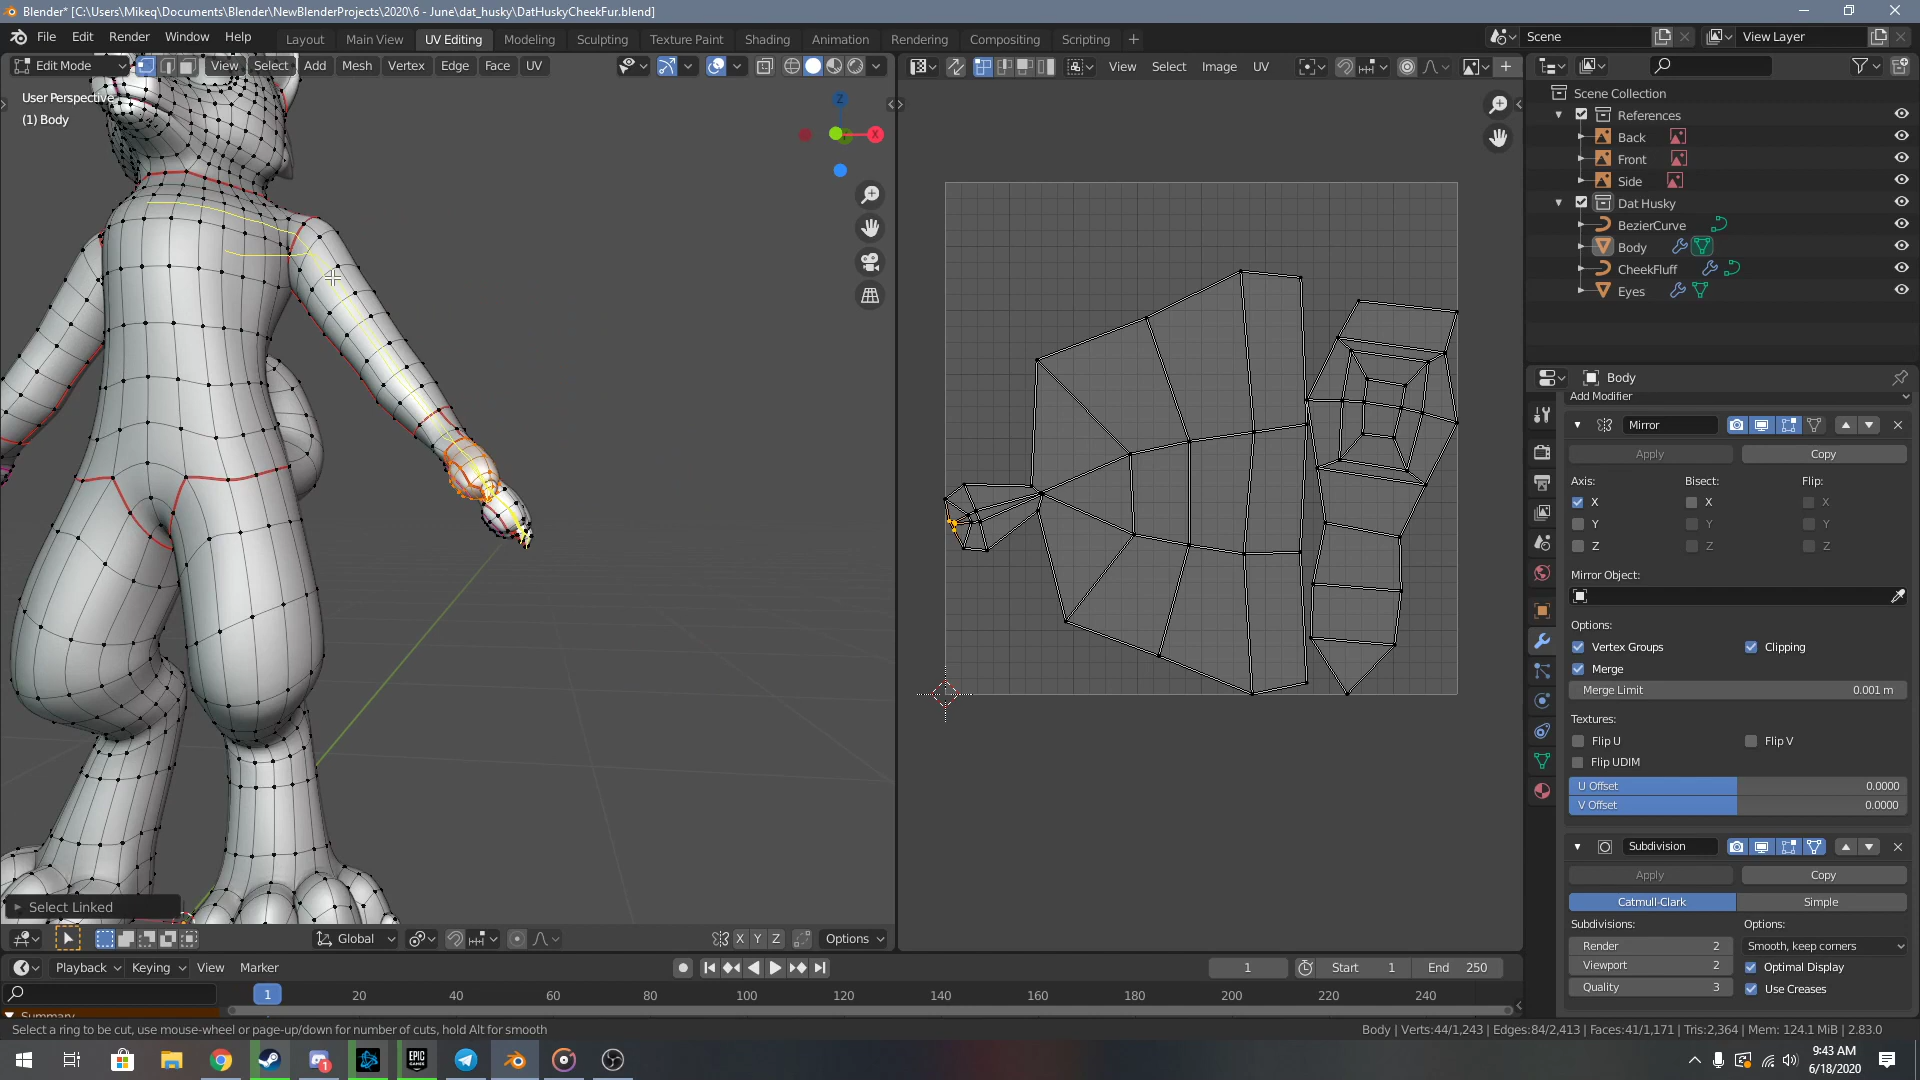 Blender* [C:\Users\Mikeq\Documents\Blender\NewBlenderProjects\2020\6 - June\dat_husky\DatHuskyCheekFur.blend]
File Edit Render Window Help Layout Main View UV Editing Modeling Sculpting Texture Paint Shading Animation Rendering Compositing Scripting + Scene View Layer
Edit Mode View Select Add Mesh Vertex Edge Face UV
View Select Image UV
User Perspective
(1) Body
Z
X
Scene Collection
References
Back
Front
Side
Dat Husky
BezierCurve
Body
CheekFluff
Eyes
Body
Add Modifier
Mirror
Apply Copy
Axis: Bisect: Flip:
X X X
Y Y Y
Z Z Z
Mirror Object:
Options:
Vertex Groups Clipping
Merge
Merge Limit 0.001 m
Textures:
Flip U Flip V
Flip UDIM
U Offset 0.0000
V Offset 0.0000
Subdivision
Apply Copy
Catmull-Clark Simple
Subdivisions: Options:
Render 2 Smooth, keep corners
Viewport 2 Optimal Display
Quality 3 Use Creases
Select Linked
Global X Y Z Options
Playback Keying View Marker 1 Start 1 End 250
1 20 40 60 80 100 120 140 160 180 200 220 240
Summary
Select a ring to be cut, use mouse-wheel or page-up/down for number of cuts, hold Alt for smooth
Body | Verts:44/1,243 | Edges:84/2,413 | Faces:41/1,171 | Tris:2,364 | Mem: 124.1 MiB | 2.83.0
EPIC GAMES
1
9:43 AM
6/18/2020